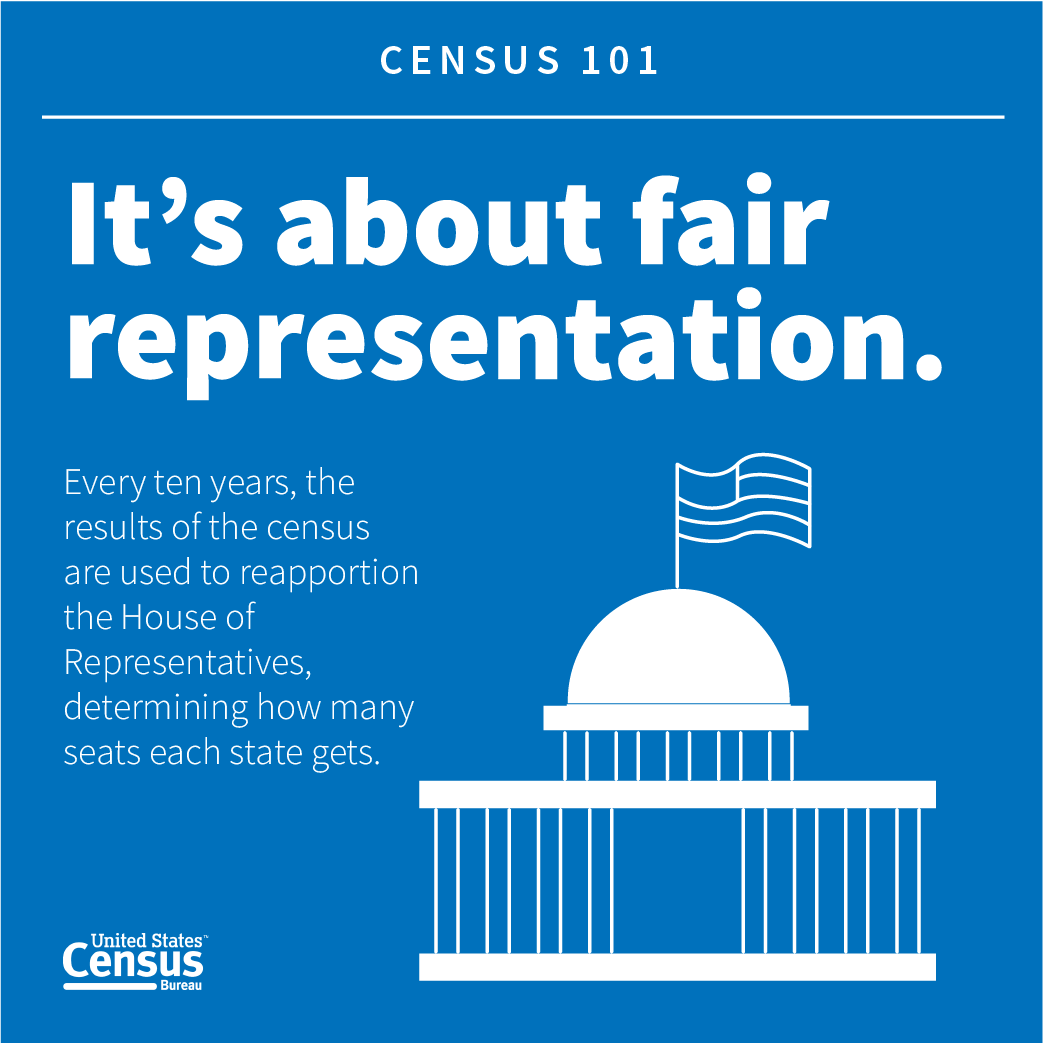 CENSUS 101
It’s about fair
representation.
Every ten years, the
results of the census
are used to reapportion
the House of
Representatives,
determining how many
seats each state gets.
United States™
Census
Bureau